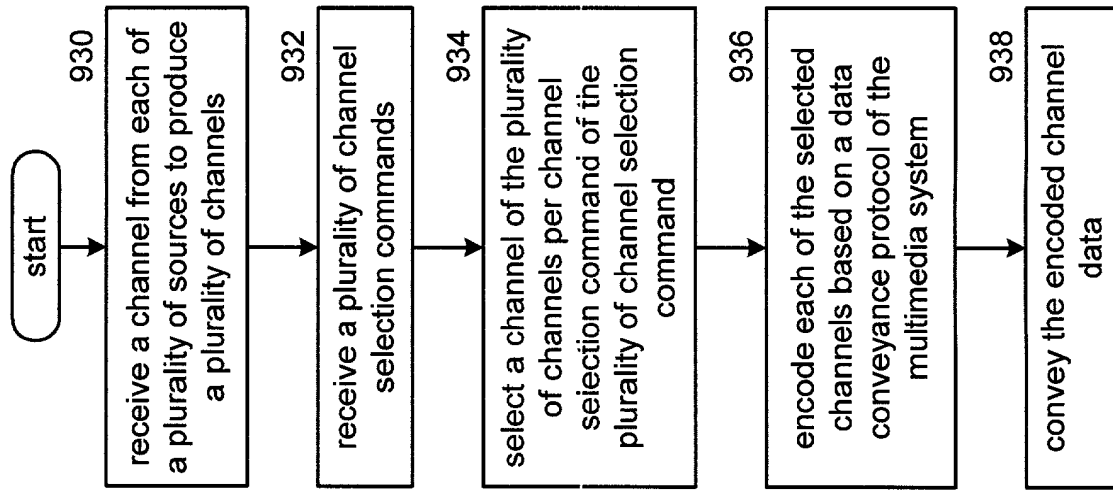 start
930
receive a channel from each of
a plurality of sources to produce
a plurality of channels
932
receive a plurality of channel
selection commands
934
select a channel of the plurality
of channels per channel
selection command of the
plurality of channel selection
command
936
encode each of the selected
channels based on a data
conveyance protocol of the
multimedia system
938
convey the encoded channel
data